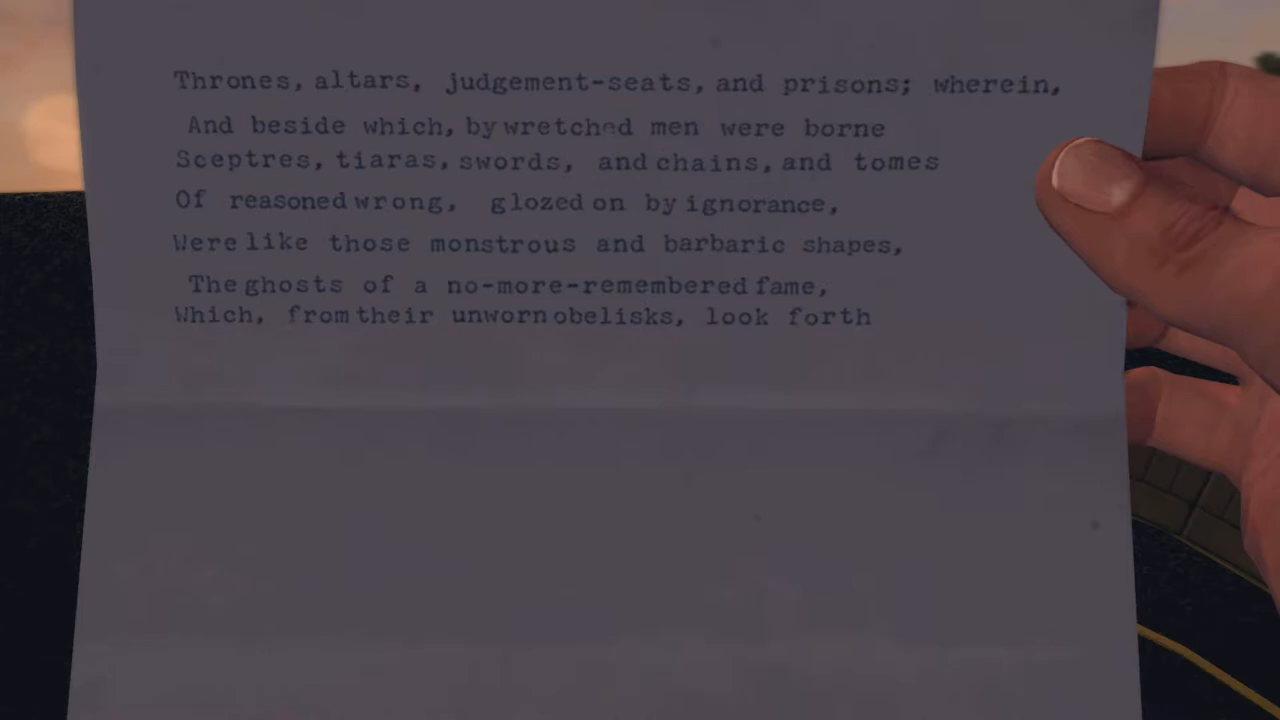 Thrones, altars, judgement-seats, and prisons; wherein,
And beside which, by wretched men were borne
Sceptres, tiaras, swords, and chains, and tomes
Of reasoned wrong, glozed on by ignorance,
Were like those monstrous and barbaric shapes,
The ghosts of a no-more-remembered fame,
Which, from their unworn obelisks, look forth